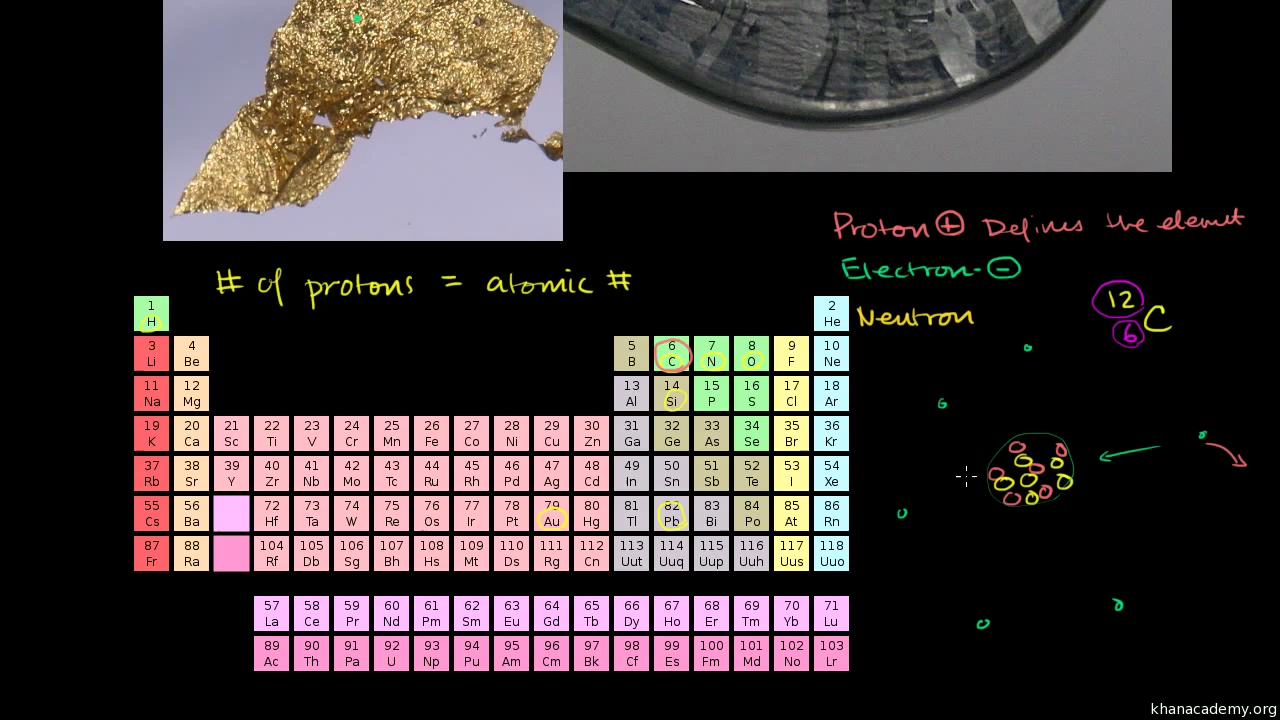 Proton + Defines the elemnt
Electron - -
# of protons = atomic #
Neutron
12
6 C
1 H
2 He
3 Li
4 Be
5 B
6 C
7 N
8 O
9 F
10 Ne
11 Na
12 Mg
13 Al
14 Si
15 P
16 S
17 Cl
18 Ar
19 K
20 Ca
21 Sc
22 Ti
23 V
24 Cr
25 Mn
26 Fe
27 Co
28 Ni
29 Cu
30 Zn
31 Ga
32 Ge
33 As
34 Se
35 Br
36 Kr
37 Rb
38 Sr
39 Y
40 Zr
41 Nb
42 Mo
43 Tc
44 Ru
45 Rh
46 Pd
47 Ag
48 Cd
49 In
50 Sn
51 Sb
52 Te
53 I
54 Xe
55 Cs
56 Ba
72 Hf
73 Ta
74 W
75 Re
76 Os
77 Ir
78 Pt
79 Au
80 Hg
81 Tl
82 Pb
83 Bi
84 Po
85 At
86 Rn
87 Fr
88 Ra
104 Rf
105 Db
106 Sg
107 Bh
108 Hs
109 Mt
110 Ds
111 Rg
112 Cn
113 Uut
114 Uuq
115 Uup
116 Uuh
117 Uus
118 Uuo
57 La
58 Ce
59 Pr
60 Nd
61 Pm
62 Sm
63 Eu
64 Gd
65 Tb
66 Dy
67 Ho
68 Er
69 Tm
70 Yb
71 Lu
89 Ac
90 Th
91 Pa
92 U
93 Np
94 Pu
95 Am
96 Cm
97 Bk
98 Cf
99 Es
100 Fm
101 Md
102 No
103 Lr
khanacademy.org